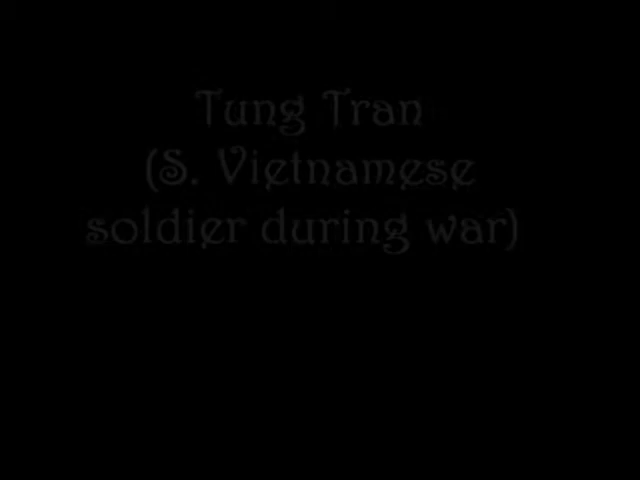 Tung Tran
(S. Vietnamese
soldier during war)